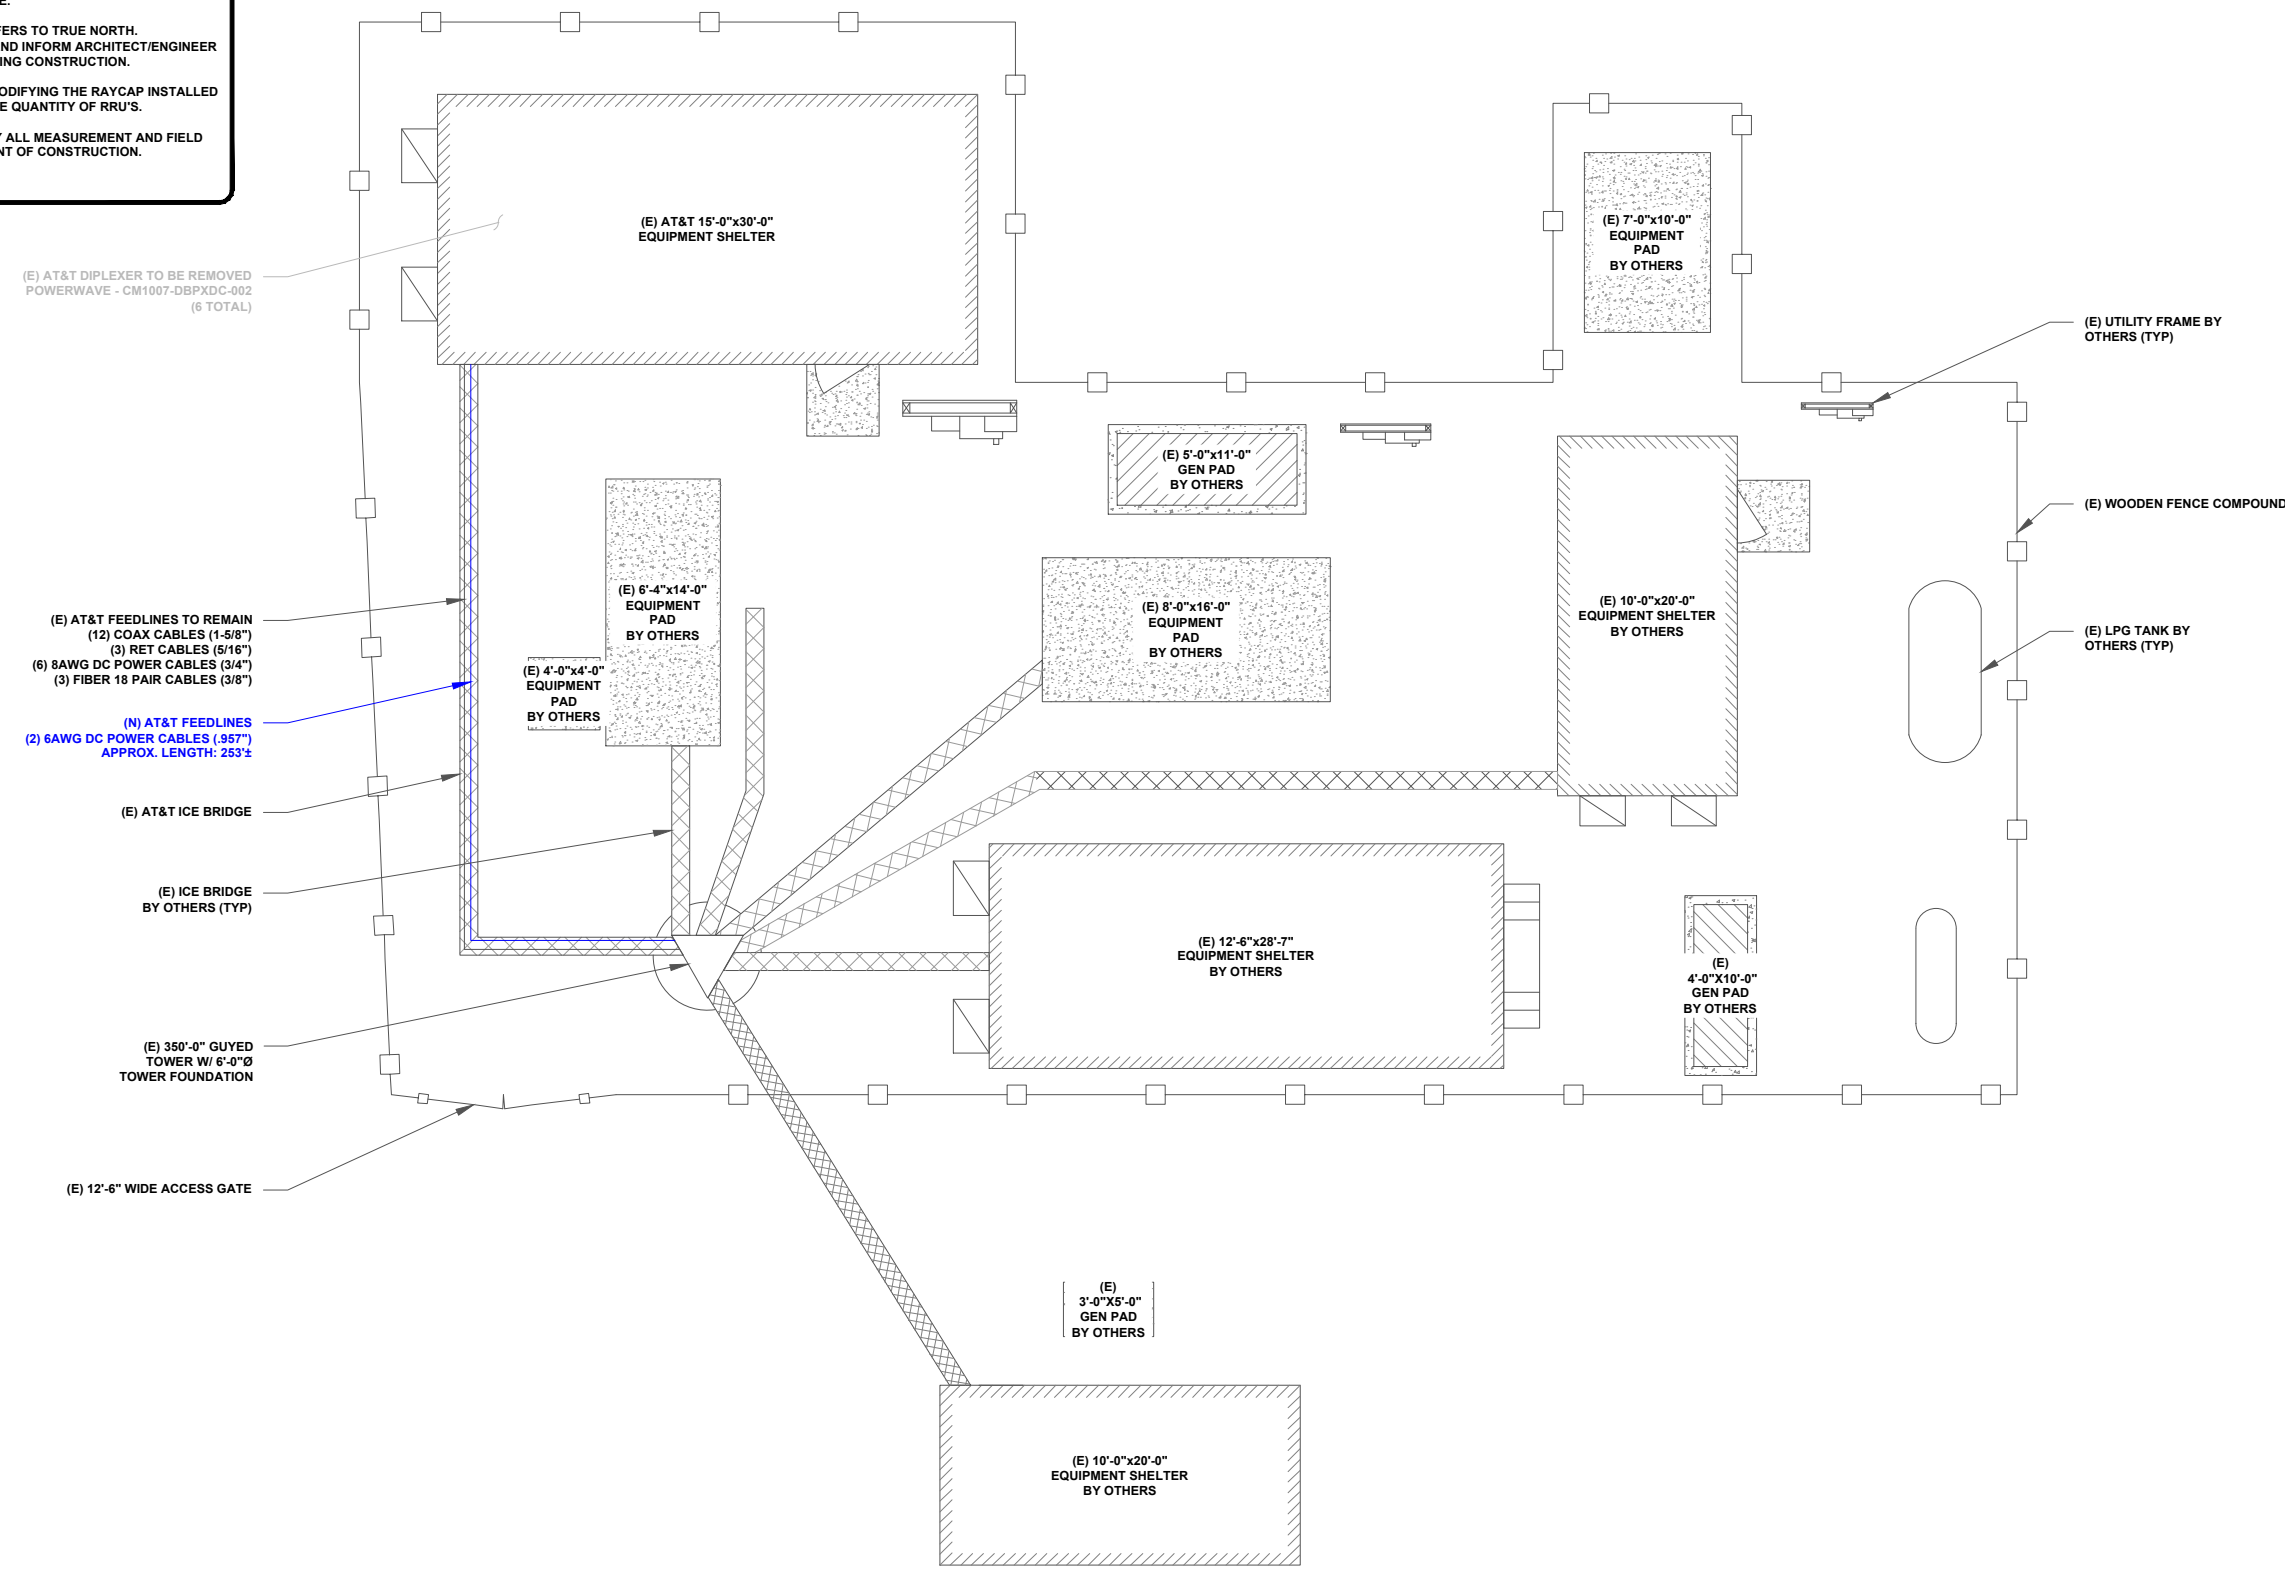 FERS TO TRUE NORTH.
ND INFORM ARCHITECT/ENGINEER
ING CONSTRUCTION.
ODIFYING THE RAYCAP INSTALLED
E QUANTITY OF RRU'S.
Y ALL MEASUREMENT AND FIELD
NT OF CONSTRUCTION.
(E) AT&T 15'-0"x30'-0"
EQUIPMENT SHELTER
(E) 7'-0"x10'-0"
EQUIPMENT
PAD
BY OTHERS
(E) AT&T DIPLEXER TO BE REMOVED
POWERWAVE - CM1007-DBPXDC-002
(6 TOTAL)
(E) UTILITY FRAME BY
OTHERS (TYP)
(E) 5'-0"x11'-0"
GEN PAD
BY OTHERS
(E) WOODEN FENCE COMPOUND
(E) 6'-4"x14'-0"
EQUIPMENT
PAD
BY OTHERS
(E) 8'-0"x16'-0"
EQUIPMENT
PAD
BY OTHERS
(E) 10'-0"x20'-0"
EQUIPMENT SHELTER
BY OTHERS
(E) AT&T FEEDLINES TO REMAIN
(12) COAX CABLES (1-5/8")
(3) RET CABLES (5/16")
(6) 8AWG DC POWER CABLES (3/4")
(3) FIBER 18 PAIR CABLES (3/8")
(E) LPG TANK BY
OTHERS (TYP)
(E) 4'-0"x4'-0"
EQUIPMENT
PAD
BY OTHERS
(N) AT&T FEEDLINES
(2) 6AWG DC POWER CABLES (.957")
APPROX. LENGTH: 253'±
(E) AT&T ICE BRIDGE
(E) ICE BRIDGE
BY OTHERS (TYP)
(E) 12'-6"x28'-7"
EQUIPMENT SHELTER
BY OTHERS
(E)
4'-0"X10'-0"
GEN PAD
BY OTHERS
(E) 350'-0" GUYED
TOWER W/ 6'-0"Ø
TOWER FOUNDATION
(E) 12'-6" WIDE ACCESS GATE
(E)
3'-0"X5'-0"
GEN PAD
BY OTHERS
(E) 10'-0"x20'-0"
EQUIPMENT SHELTER
BY OTHERS